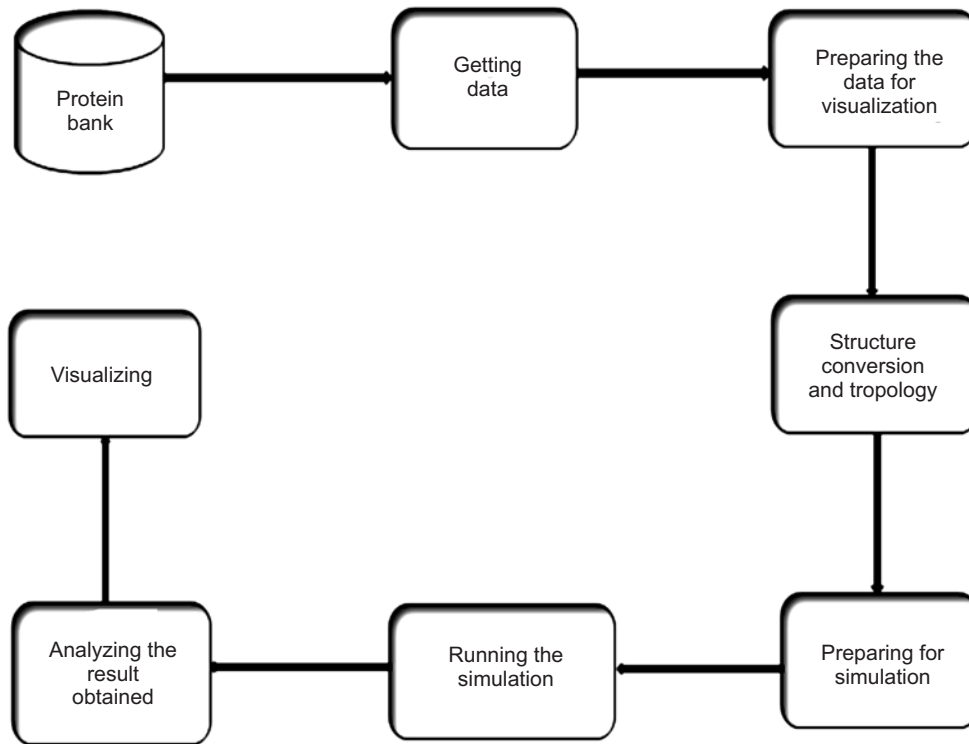 Protein
bank
Getting
data
Preparing the
data for
visualization
Structure
conversion
and tropology
Preparing for
simulation
Running the
simulation
Analyzing the
result
obtained
Visualizing